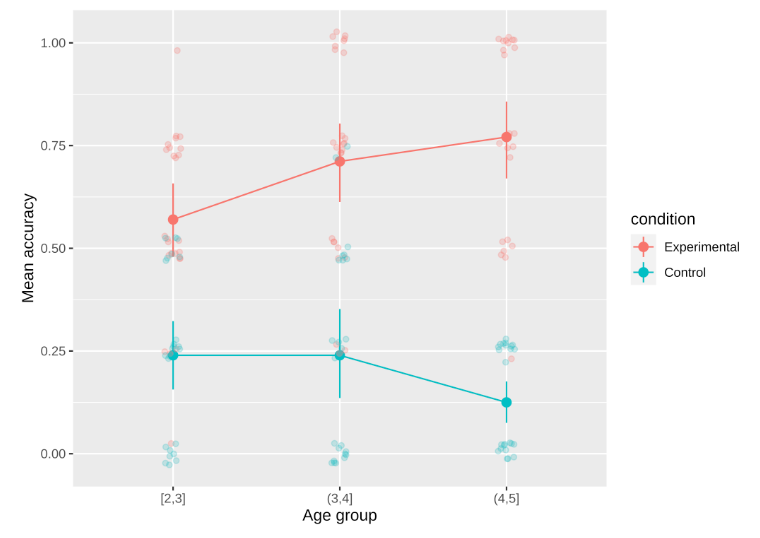 1.00
0.75
0.50
0.25
0.00
Mean accuracy
[2,3]
(3,4]
(4,5]
Age group
condition
Experimental
Control